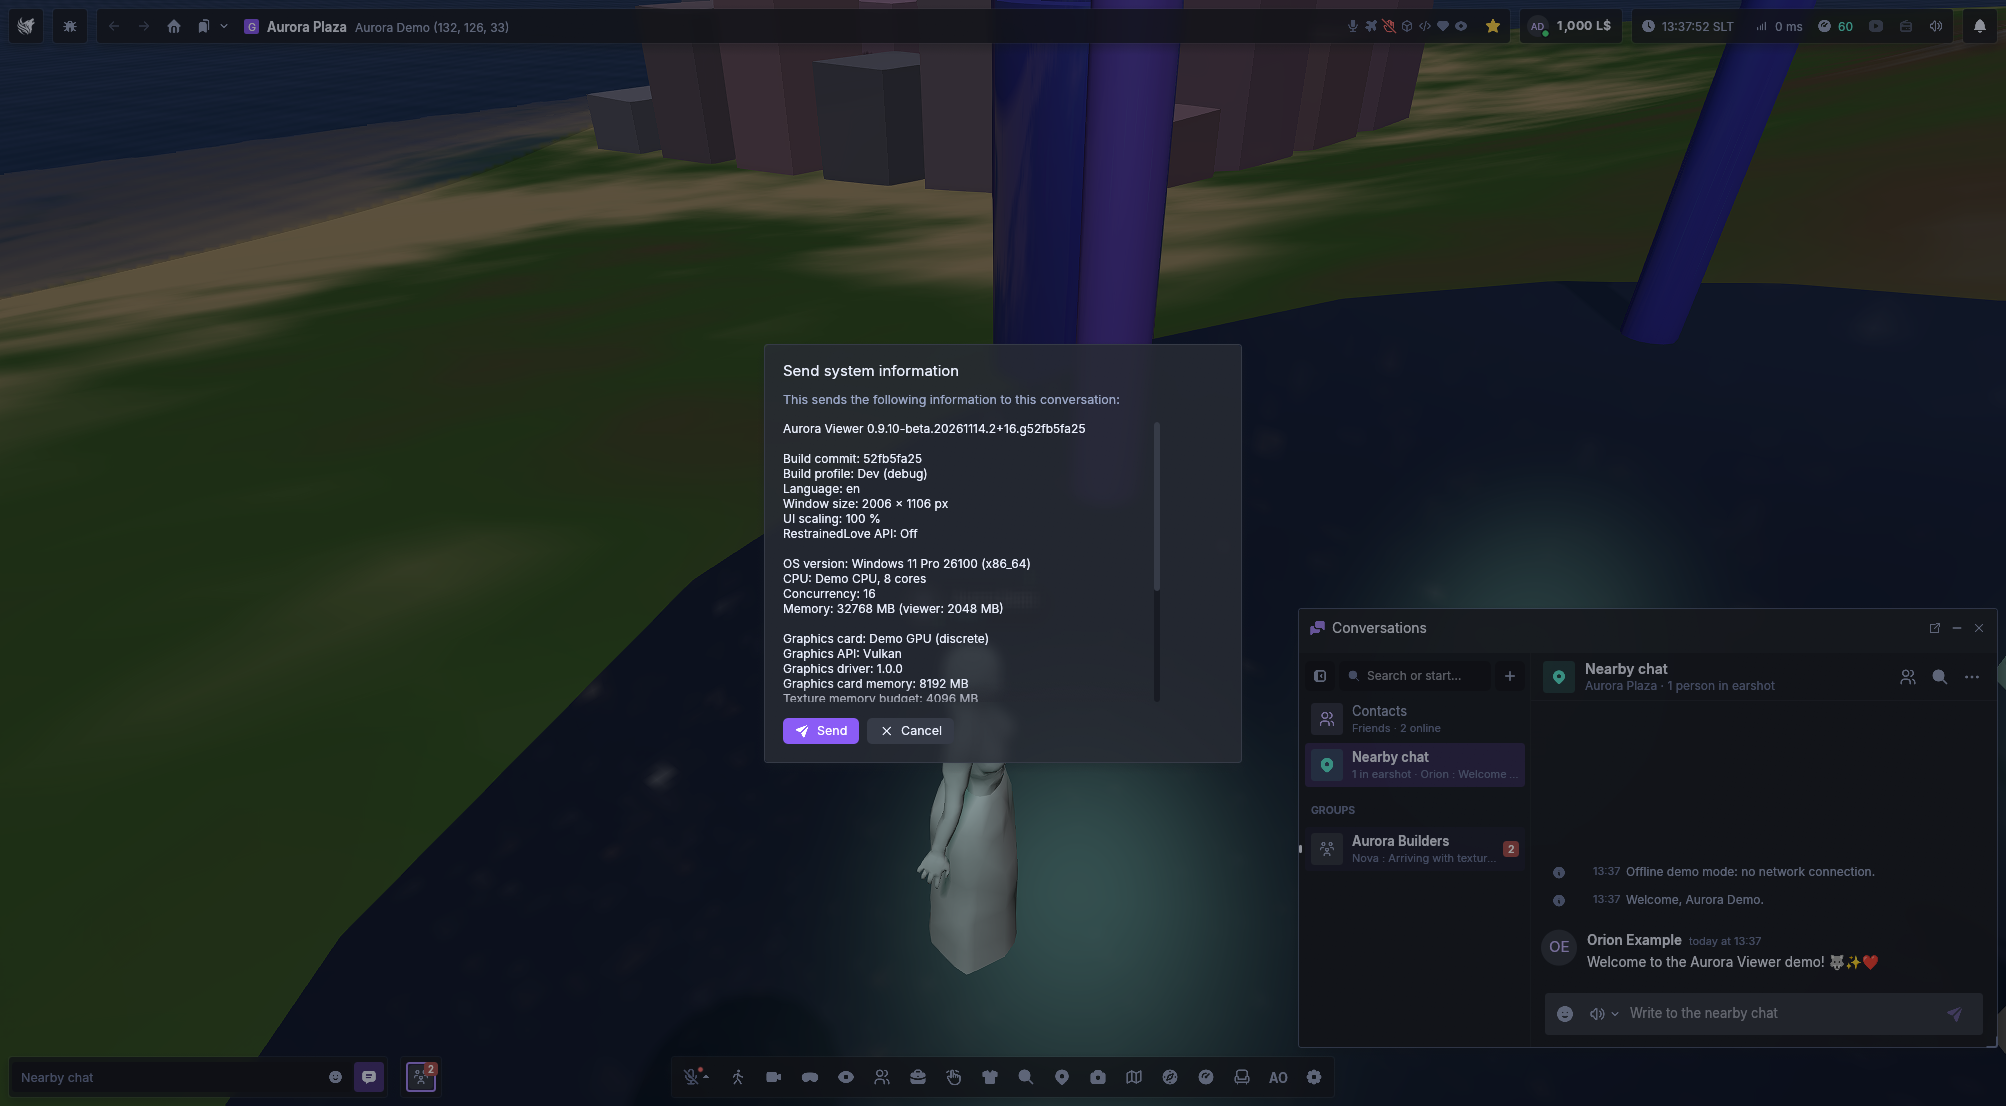 G Aurora Plaza Aurora Demo (132, 126, 33)
AD 1,000 L$
13:37:52 SLT 0 ms 60
Send system information
This sends the following information to this conversation:
Aurora Viewer 0.9.10-beta.20261114.2+16.g52fb5fa25
Build commit: 52fb5fa25
Build profile: Dev (debug)
Language: en
Window size: 2006 × 1106 px
UI scaling: 100 %
RestrainedLove API: Off
OS version: Windows 11 Pro 26100 (x86_64)
CPU: Demo CPU, 8 cores
Concurrency: 16
Memory: 32768 MB (viewer: 2048 MB)
Graphics card: Demo GPU (discrete)
Graphics API: Vulkan
Graphics driver: 1.0.0
Graphics card memory: 8192 MB
Texture memory budget: 4096 MB
Send
Cancel
Conversations
Search or start...
Contacts
Friends · 2 online
Nearby chat
1 in earshot · Orion : Welcome ...
GROUPS
Aurora Builders
Nova : Arriving with textur...
2
Nearby chat
Aurora Plaza · 1 person in earshot
13:37 Offline demo mode: no network connection.
13:37 Welcome, Aurora Demo.
OE
Orion Example today at 13:37
Welcome to the Aurora Viewer demo! 🐺✨❤️
Write to the nearby chat
Nearby chat
2
AO